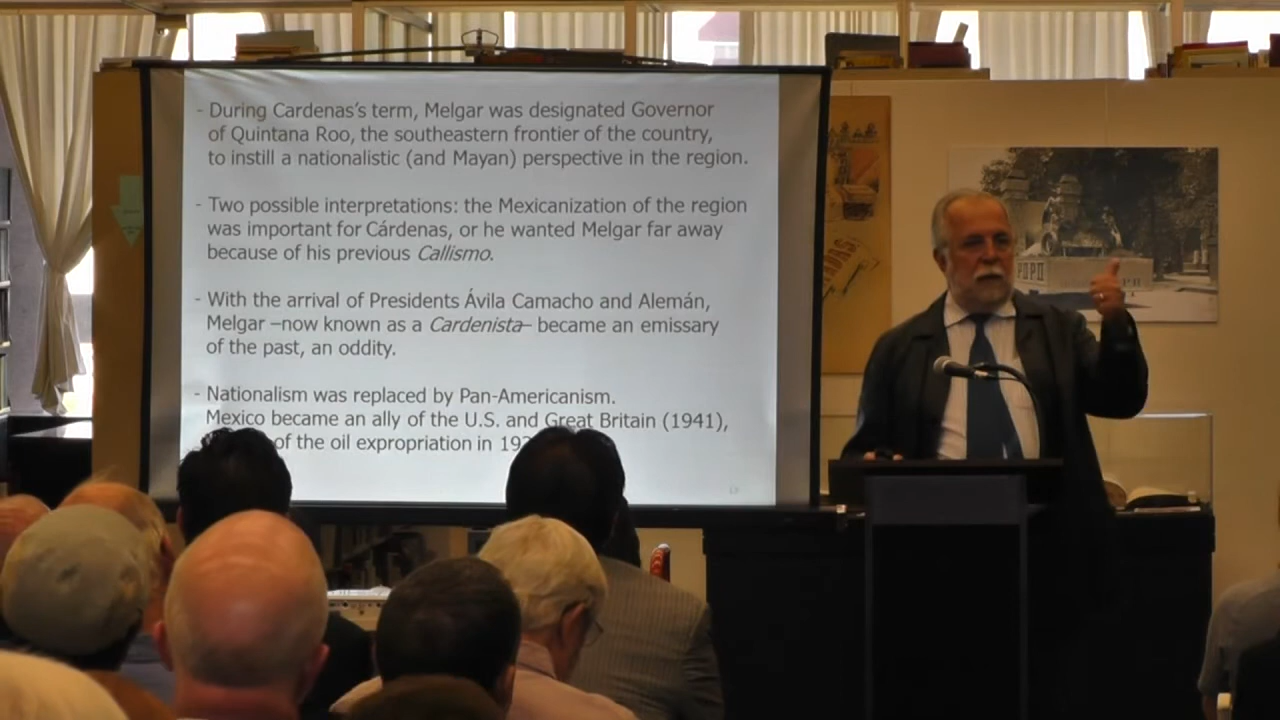 - During Cardenas's term, Melgar was designated Governor
of Quintana Roo, the southeastern frontier of the country,
to instill a nationalistic (and Mayan) perspective in the region.
- Two possible interpretations: the Mexicanization of the region
was important for Cárdenas, or he wanted Melgar far away
because of his previous Callismo.
- With the arrival of Presidents Ávila Camacho and Alemán,
Melgar –now known as a Cardenista– became an emissary
of the past, an oddity.
- Nationalism was replaced by Pan-Americanism.
Mexico became an ally of the U.S. and Great Britain (1941),
of the oil expropriation in